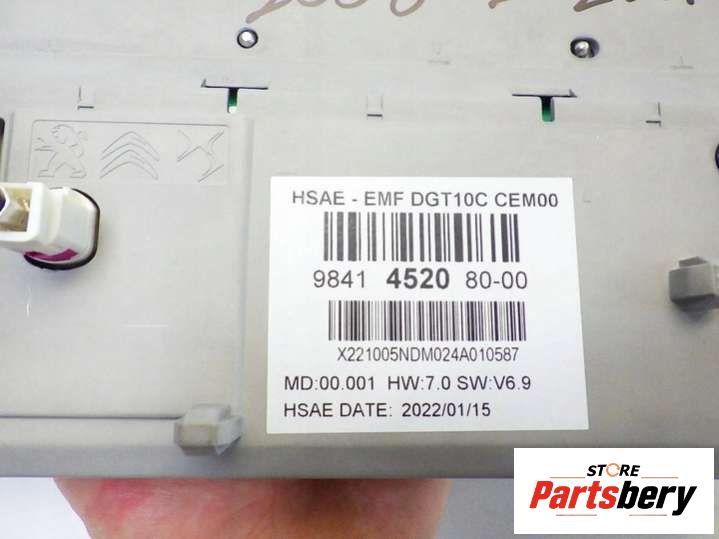 HSAE - EMF DGT10C CEM00
9841 4520 80-00
X221005NDM024A010587
MD:00.001 HW:7.0 SW:V6.9
HSAE DATE: 2022/01/15
STORE
Partsbery